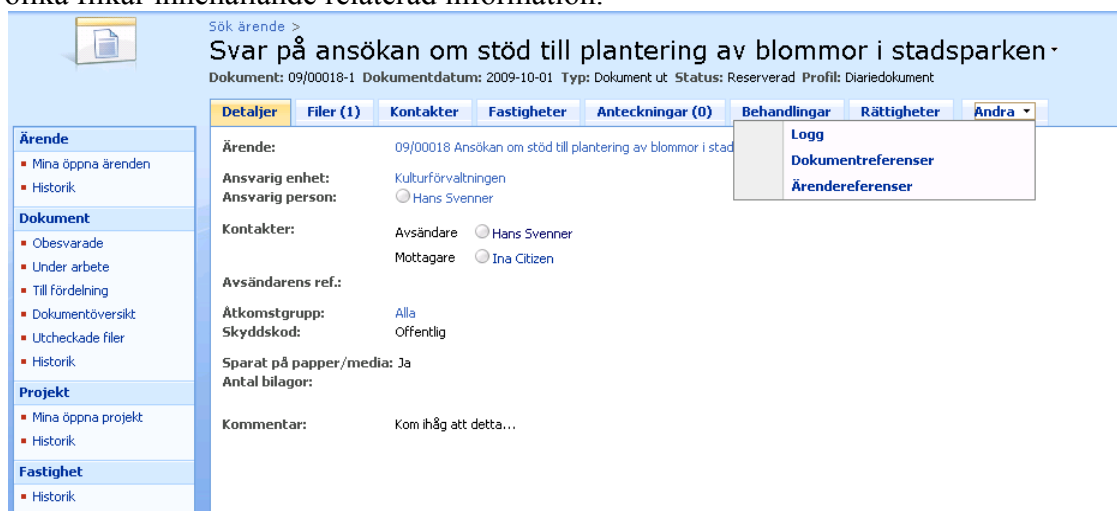 olika flikar innehållande relaterad information.
Sök ärende >
Svar på ansökan om stöd till plantering av blommor i stadsparken
Dokument: 09/00018-1 Dokumentdatum: 2009-10-01 Typ: Dokument ut Status: Reserverad Profil: Diariedokument
Detaljer Filer (1) Kontakter Fastigheter Anteckningar (0) Behandlingar Rättigheter Andra
Logg
Dokumentreferenser
Ärendereferenser
Ärende
Mina öppna ärenden
Historik
Dokument
Obesvarade
Under arbete
Till fördelning
Dokumentöversikt
Utcheckade filer
Historik
Projekt
Mina öppna projekt
Historik
Fastighet
Historik
Ärende: 09/00018 Ansökan om stöd till plantering av blommor i stad
Ansvarig enhet: Kulturförvaltningen
Ansvarig person: Hans Svenner
Kontakter: Avsändare Hans Svenner
Mottagare Ina Citizen
Avsändarens ref.:
Åtkomstgrupp: Alla
Skyddskod: Offentlig
Sparat på papper/media: Ja
Antal bilagor:
Kommentar: Kom ihåg att detta...